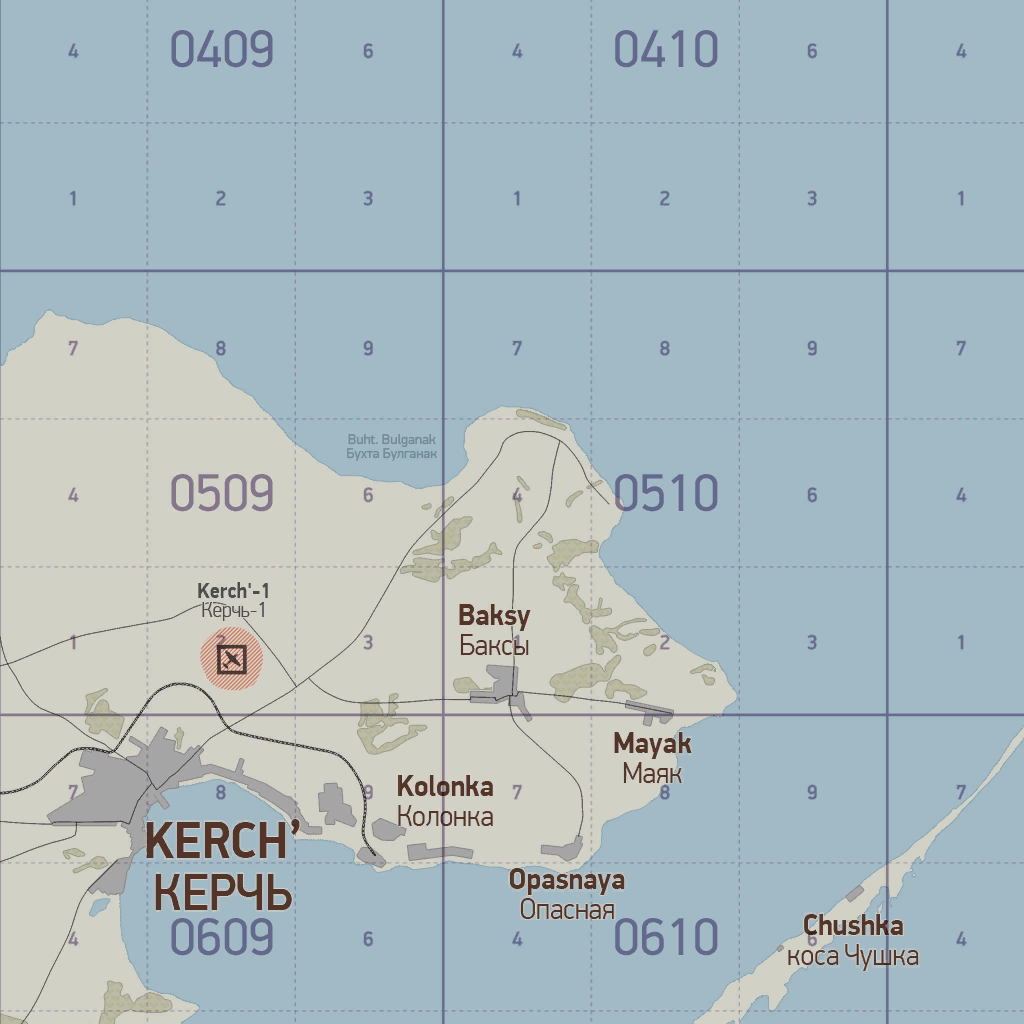 4 0409 6 4 0410 6 4
1 2 3 1 2 3 1
7 8 9 7 8 9 7
Buht. Bulganak
Бухта Булганак
4 0509 6 4 0510 6 4
Kerch'-1
Керчь-1
Baksy
Баксы
1 2 3 1 2 3 1
Mayak
Маяк
7 8 9 7 8 9 7
Kolonka
Колонка
KERCH'
КЕРЧЬ
Opasnaya
Опасная
Chushka
коса Чушка
4 0609 6 4 0610 6 4